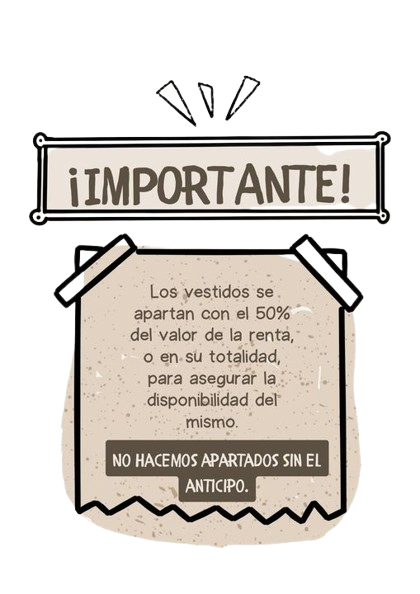 ¡IMPORTANTE!
Los vestidos se
apartan con el 50%
del valor de la renta,
o en su totalidad,
para asegurar la
disponibilidad del
mismo.
NO HACEMOS APARTADOS SIN EL
ANTICIPO.